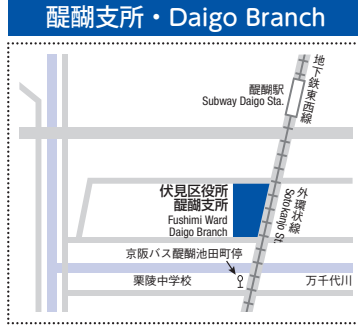 醍醐支所・Daigo Branch
地下鉄東西線
醍醐駅
Subway Daigo Sta.
伏見区役所
醍醐支所
Fushimi Ward
Daigo Branch
外環状線
Sotokanjo St.
京阪バス醍醐池田町停
栗陵中学校
万千代川